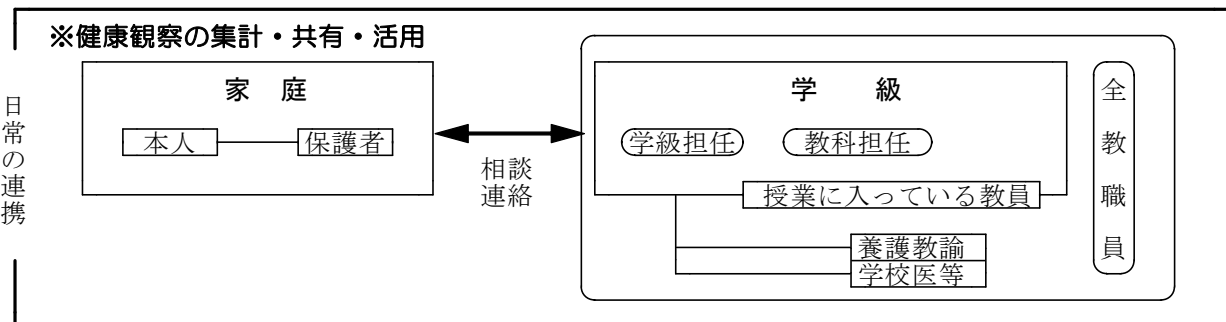 ※健康観察の集計・共有・活用
日常の連携
家 庭
本人
保護者
相談
連絡
学 級
学級担任
教科担任
授業に入っている教員
養護教諭
学校医等
全教職員